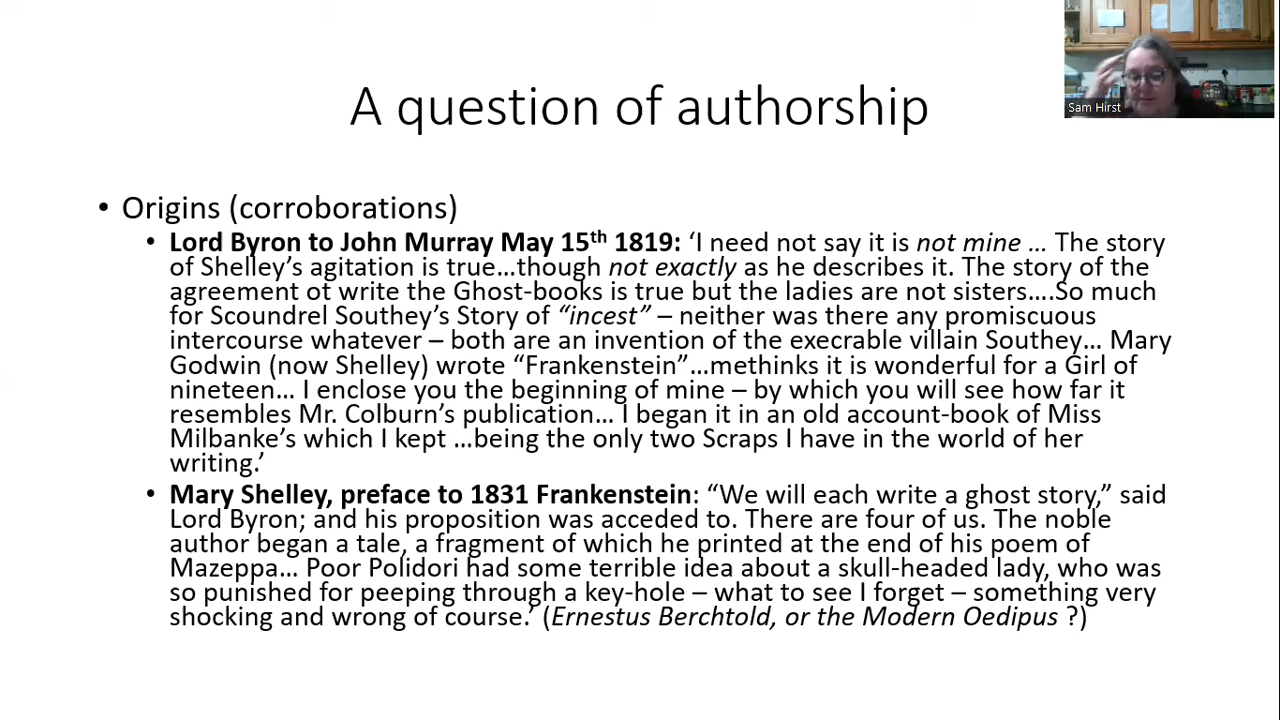 Sam Hirst
A question of authorship
• Origins (corroborations)
• Lord Byron to John Murray May 15th 1819: ‘I need not say it is not mine … The story
of Shelley’s agitation is true…though not exactly as he describes it. The story of the
agreement ot write the Ghost-books is true but the ladies are not sisters….So much
for Scoundrel Southey’s Story of “incest” – neither was there any promiscuous
intercourse whatever – both are an invention of the execrable villain Southey… Mary
Godwin (now Shelley) wrote “Frankenstein”…methinks it is wonderful for a Girl of
nineteen… I enclose you the beginning of mine – by which you will see how far it
resembles Mr. Colburn’s publication… I began it in an old account-book of Miss
Milbanke’s which I kept …being the only two Scraps I have in the world of her
writing.’
• Mary Shelley, preface to 1831 Frankenstein: “We will each write a ghost story,” said
Lord Byron; and his proposition was acceded to. There are four of us. The noble
author began a tale, a fragment of which he printed at the end of his poem of
Mazeppa… Poor Polidori had some terrible idea about a skull-headed lady, who was
so punished for peeping through a key-hole – what to see I forget – something very
shocking and wrong of course.’ (Ernestus Berchtold, or the Modern Oedipus ?)